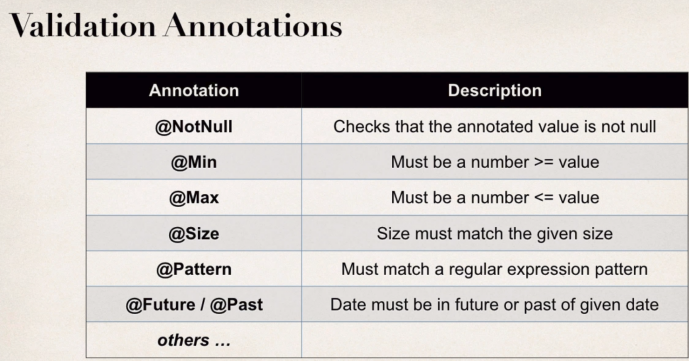 Validation Annotations
Annotation Description
@NotNull Checks that the annotated value is not null
@Min Must be a number >= value
@Max Must be a number <= value
@Size Size must match the given size
@Pattern Must match a regular expression pattern
@Future / @Past Date must be in future or past of given date
others ...